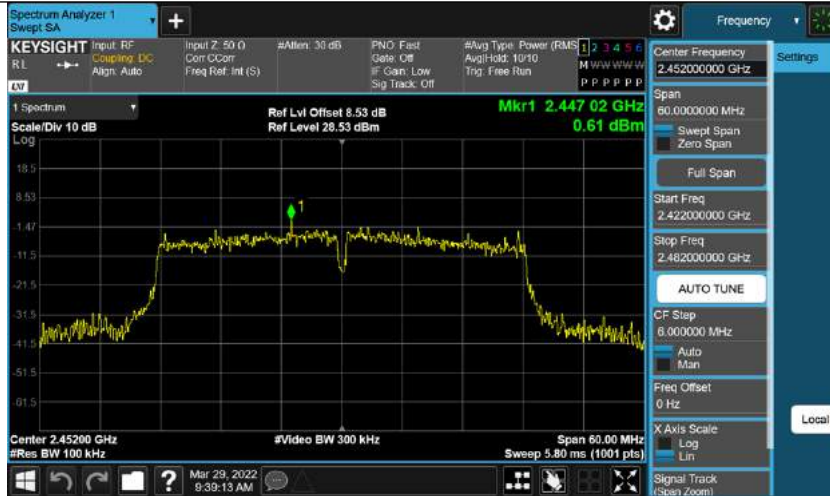 Spectrum Analyzer 1
Swept SA
+
Frequency
KEYSIGHT
RL
LXI
Input: RF
Coupling: DC
Align: Auto
Input Z: 50 Ω
Corr CCorr
Freq Ref: Int (S)
#Atten: 30 dB
PNO: Fast
Gate: Off
IF Gain: Low
Sig Track: Off
#Avg Type: Power (RMS
Avg|Hold: 10/10
Trig: Free Run
1 2 3 4 5 6
M W W W W W
P P P P P P
1 Spectrum
Scale/Div 10 dB
Log
Ref Lvl Offset 8.53 dB
Ref Level 28.53 dBm
Mkr1 2.447 02 GHz
0.61 dBm
18.5
8.53
-1.47
-11.5
-21.5
-31.5
-41.5
-51.5
-61.5
1
Center 2.45200 GHz
#Res BW 100 kHz
#Video BW 300 kHz
Span 60.00 MHz
Sweep 5.80 ms (1001 pts)
?
Mar 29, 2022
9:39:13 AM
Center Frequency
2.452000000 GHz
Settings
Span
60.0000000 MHz
Swept Span
Zero Span
Full Span
Start Freq
2.422000000 GHz
Stop Freq
2.482000000 GHz
AUTO TUNE
CF Step
6.000000 MHz
Auto
Man
Freq Offset
0 Hz
X Axis Scale
Log
Lin
Local
Signal Track
(Span Zoom)